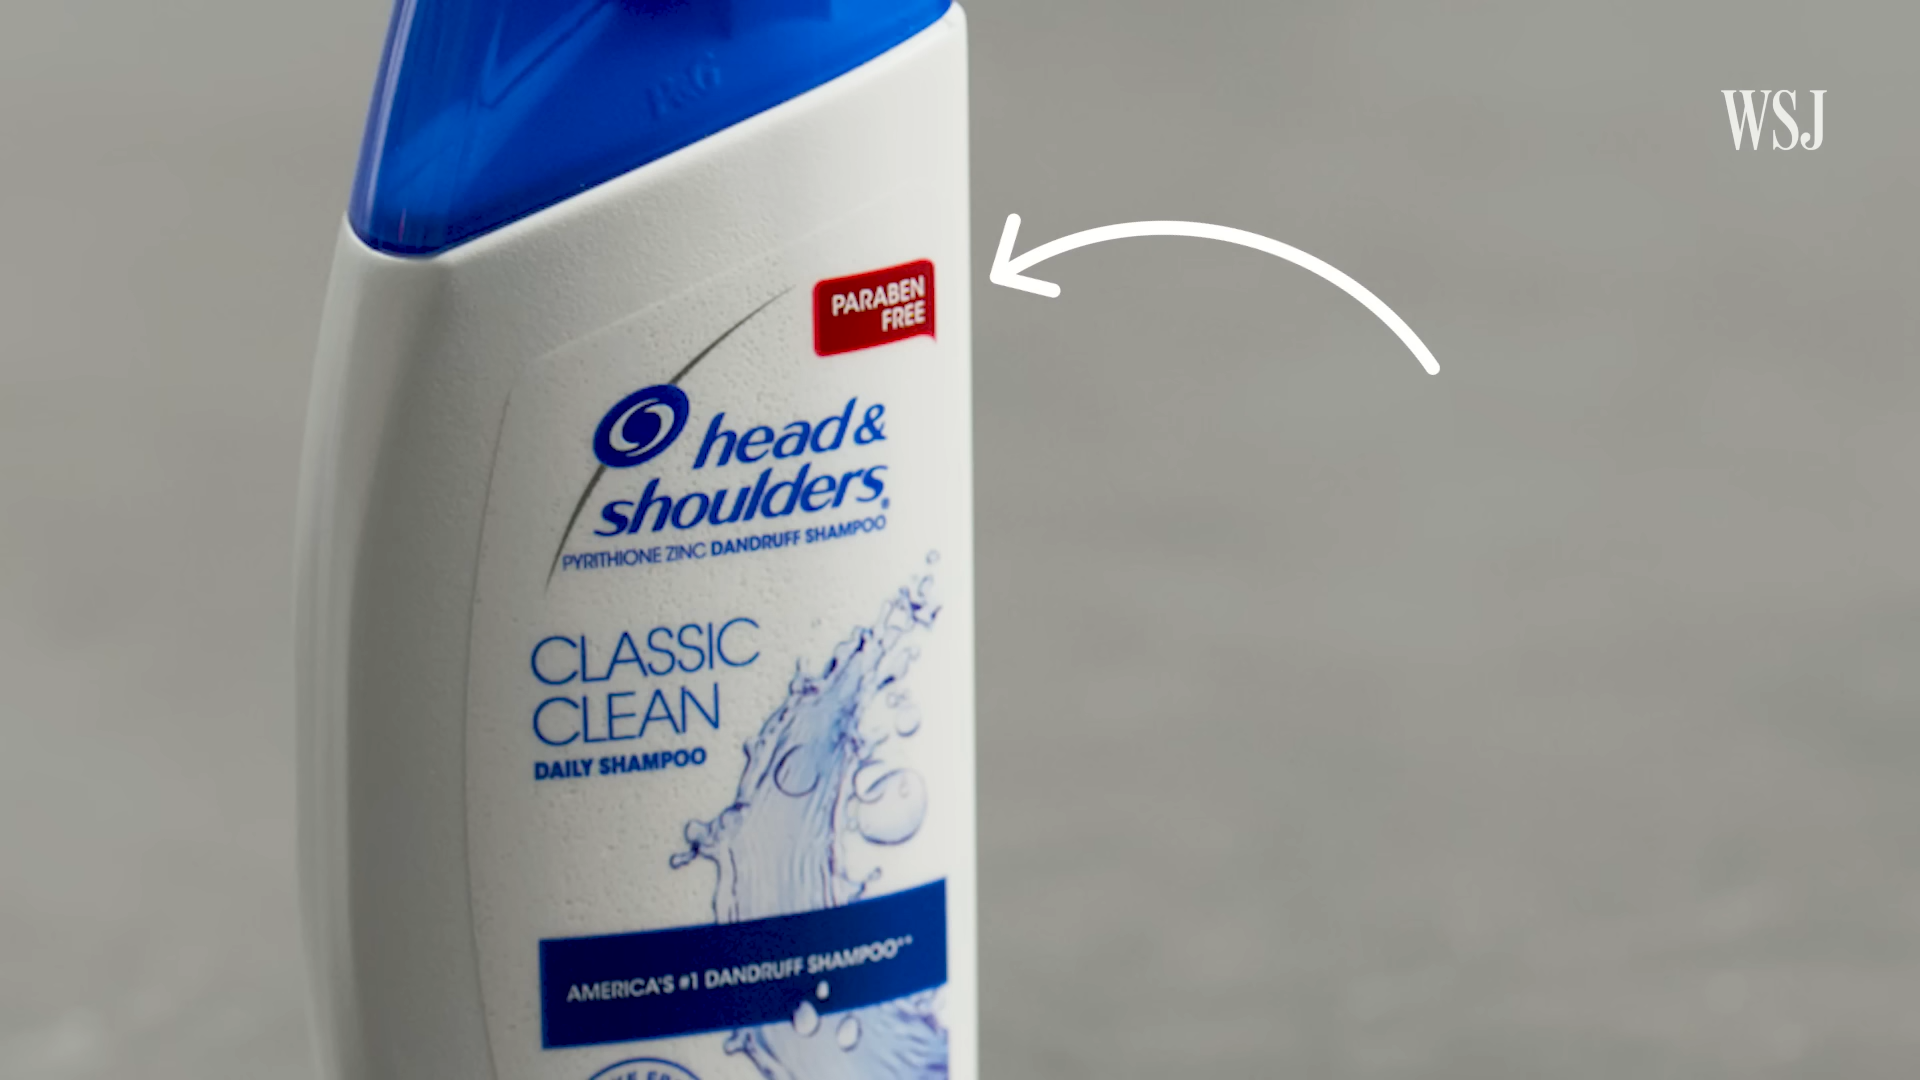 P&G
WSJ
PARABEN
FREE
head &
shoulders®
PYRITHIONE ZINC DANDRUFF SHAMPOO
CLASSIC
CLEAN
DAILY SHAMPOO
AMERICA'S #1 DANDRUFF SHAMPOO**